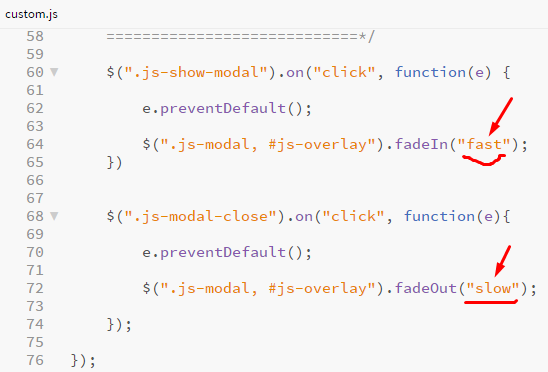 custom.js
58 ============================*/
59
60 $(".js-show-modal").on("click", function(e) {
61
62 e.preventDefault();
63
64 $(".js-modal, #js-overlay").fadeIn("fast");
65 })
66
67
68 $(".js-modal-close").on("click", function(e){
69
70 e.preventDefault();
71
72 $(".js-modal, #js-overlay").fadeOut("slow");
73
74 });
75
76 });